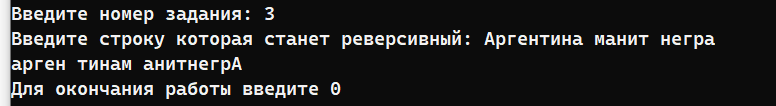 Введите номер задания: 3
Введите строку которая станет реверсивный: Аргентина манит негра
арген тинам анитнегрА
Для окончания работы введите 0